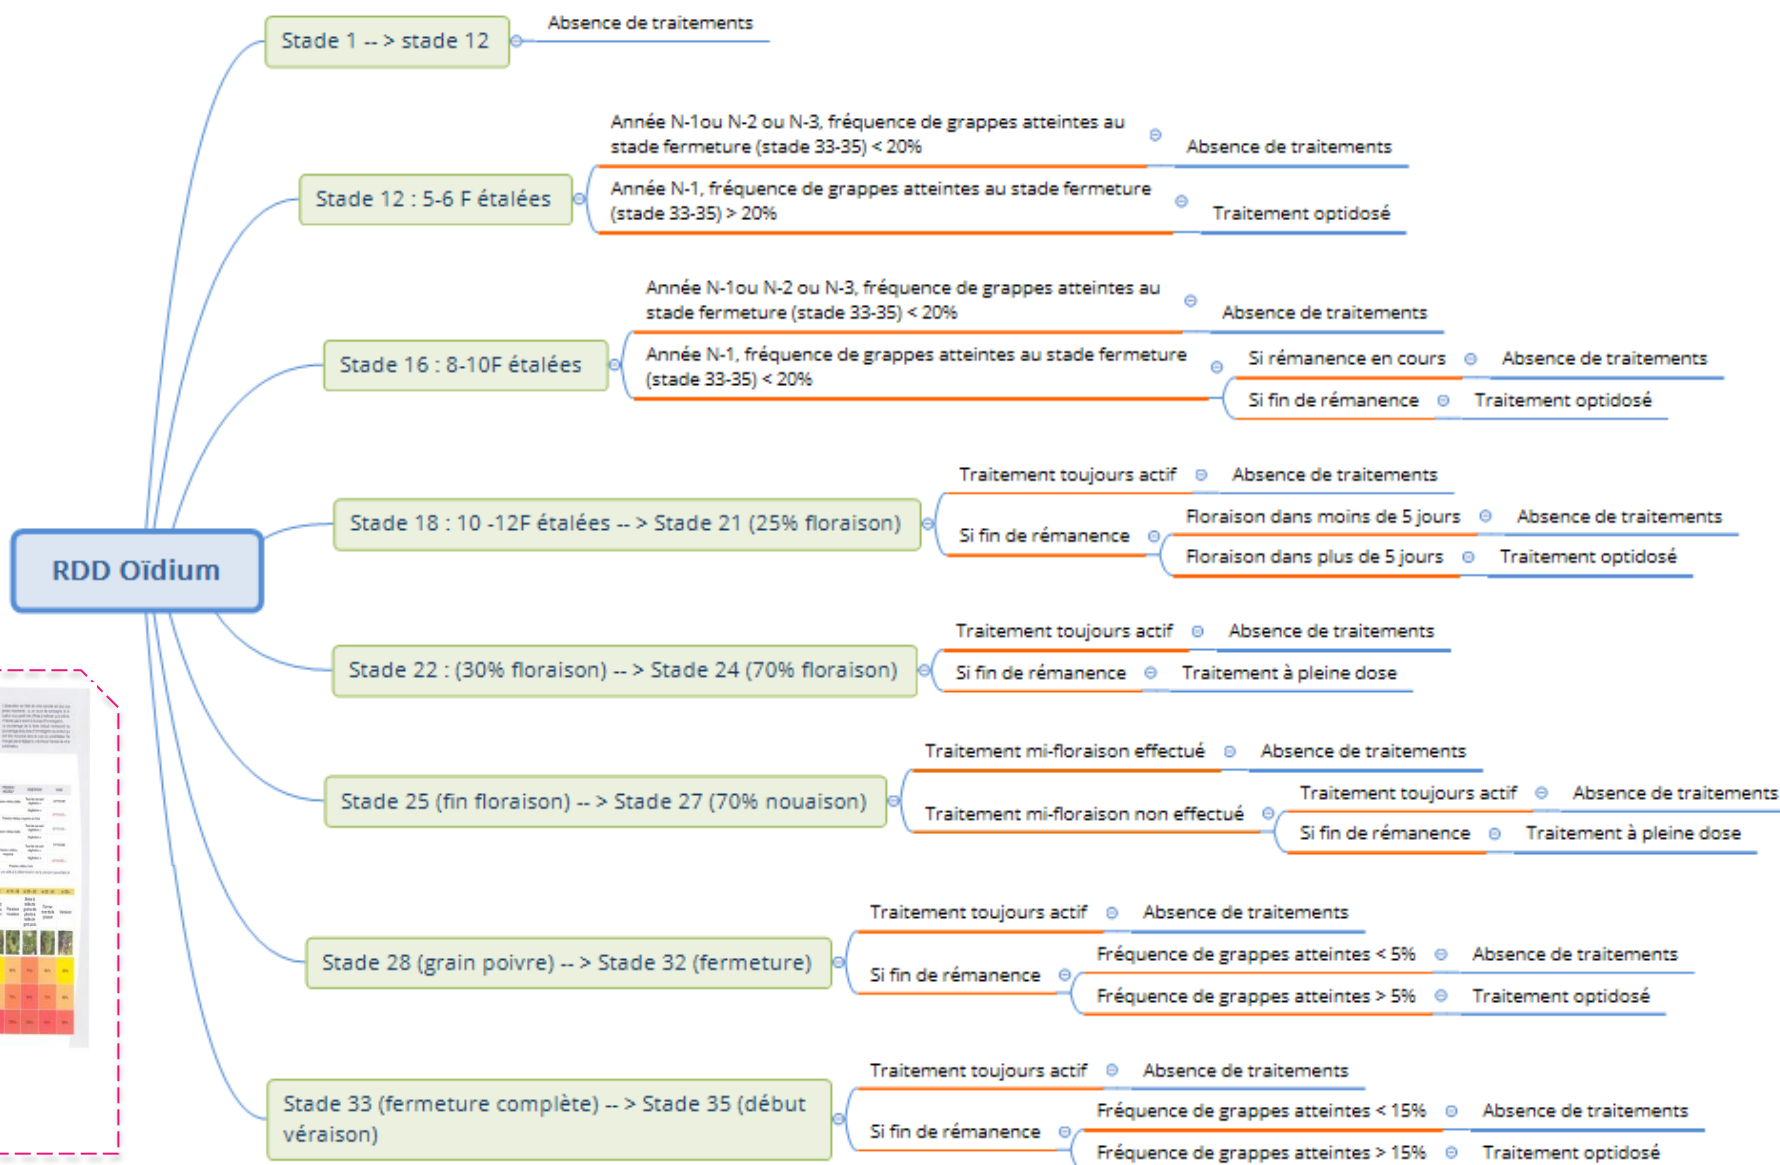 Stade 1 -- > stade 12
Absence de traitements
Stade 12 : 5-6 F étalées
Année N-1ou N-2 ou N-3, fréquence de grappes atteintes au
stade fermeture (stade 33-35) < 20%
Absence de traitements
Année N-1, fréquence de grappes atteintes au stade fermeture
(stade 33-35) > 20%
Traitement optidosé
Stade 16 : 8-10F étalées
Année N-1ou N-2 ou N-3, fréquence de grappes atteintes au
stade fermeture (stade 33-35) < 20%
Absence de traitements
Année N-1, fréquence de grappes atteintes au stade fermeture
(stade 33-35) < 20%
Si rémanence en cours
Absence de traitements
Si fin de rémanence
Traitement optidosé
RDD Oïdium
Stade 18 : 10 -12F étalées -- > Stade 21 (25% floraison)
Traitement toujours actif
Absence de traitements
Si fin de rémanence
Floraison dans moins de 5 jours
Absence de traitements
Floraison dans plus de 5 jours
Traitement optidosé
Stade 22 : (30% floraison) -- > Stade 24 (70% floraison)
Traitement toujours actif
Absence de traitements
Si fin de rémanence
Traitement à pleine dose
Stade 25 (fin floraison) -- > Stade 27 (70% nouaison)
Traitement mi-floraison effectué
Absence de traitements
Traitement mi-floraison non effectué
Traitement toujours actif
Absence de traitements
Si fin de rémanence
Traitement à pleine dose
Stade 28 (grain poivre) -- > Stade 32 (fermeture)
Traitement toujours actif
Absence de traitements
Si fin de rémanence
Fréquence de grappes atteintes < 5%
Absence de traitements
Fréquence de grappes atteintes > 5%
Traitement optidosé
Stade 33 (fermeture complète) -- > Stade 35 (début
véraison)
Traitement toujours actif
Absence de traitements
Si fin de rémanence
Fréquence de grappes atteintes < 15%
Absence de traitements
Fréquence de grappes atteintes > 15%
Traitement optidosé